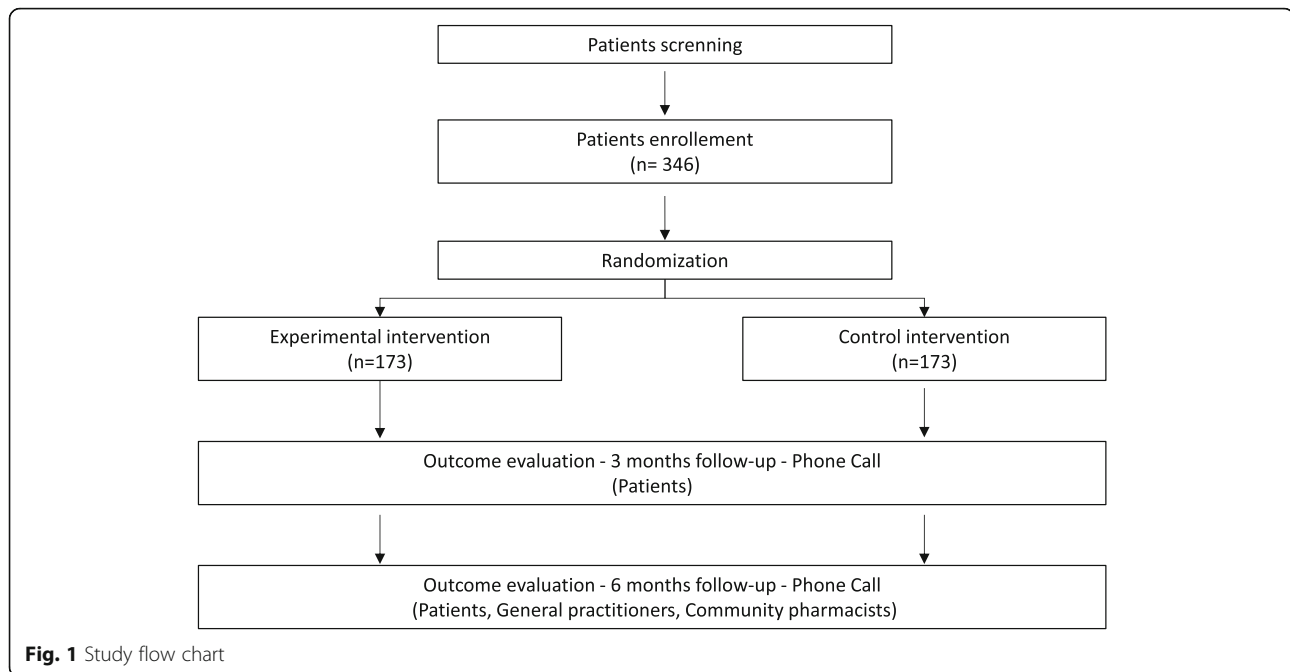 Patients screnning
Patients enrollement
(n= 346)
Randomization
Experimental intervention
(n=173)
Control intervention
(n=173)
Outcome evaluation - 3 months follow-up - Phone Call
(Patients)
Outcome evaluation - 6 months follow-up - Phone Call
(Patients, General practitioners, Community pharmacists)
Fig. 1 Study flow chart